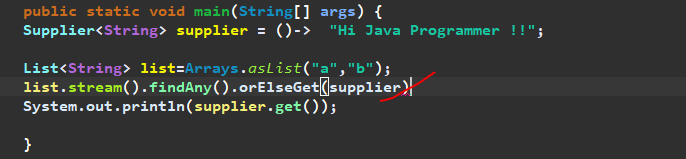 public static void main(String[] args) {
Supplier<String> supplier = ()-> "Hi Java Programmer !!";
List<String> list=Arrays.asList("a","b");
list.stream().findAny().orElseGet(supplier)
System.out.println(supplier.get());
}